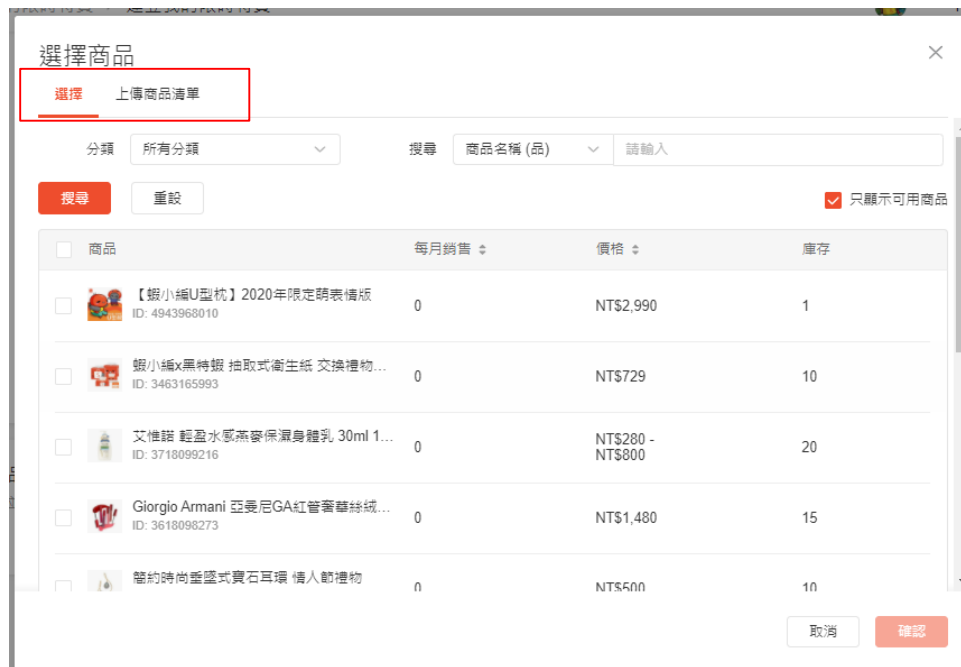 選擇商品
選擇 上傳商品清單
分類 所有分類 搜尋 商品名稱 (品) 請輸入
搜尋 重設 只顯示可用商品
商品 每月銷售 價格 庫存
【蝦小編U型枕】2020年限定萌表情版
ID: 4943968010
0 NT$2,990 1
蝦小編x黑特蝦 抽取式衛生紙 交換禮物...
ID: 3463165993
0 NT$729 10
艾惟諾 輕盈水感燕麥保濕身體乳 30ml 1...
ID: 3718099216
0 NT$280 -
NT$800
20
Giorgio Armani 亞曼尼GA紅管奢華絲絨...
ID: 3618098273
0 NT$1,480 15
簡約時尚垂墜式寶石耳環 情人節禮物
0 NT$500 10
取消 確認